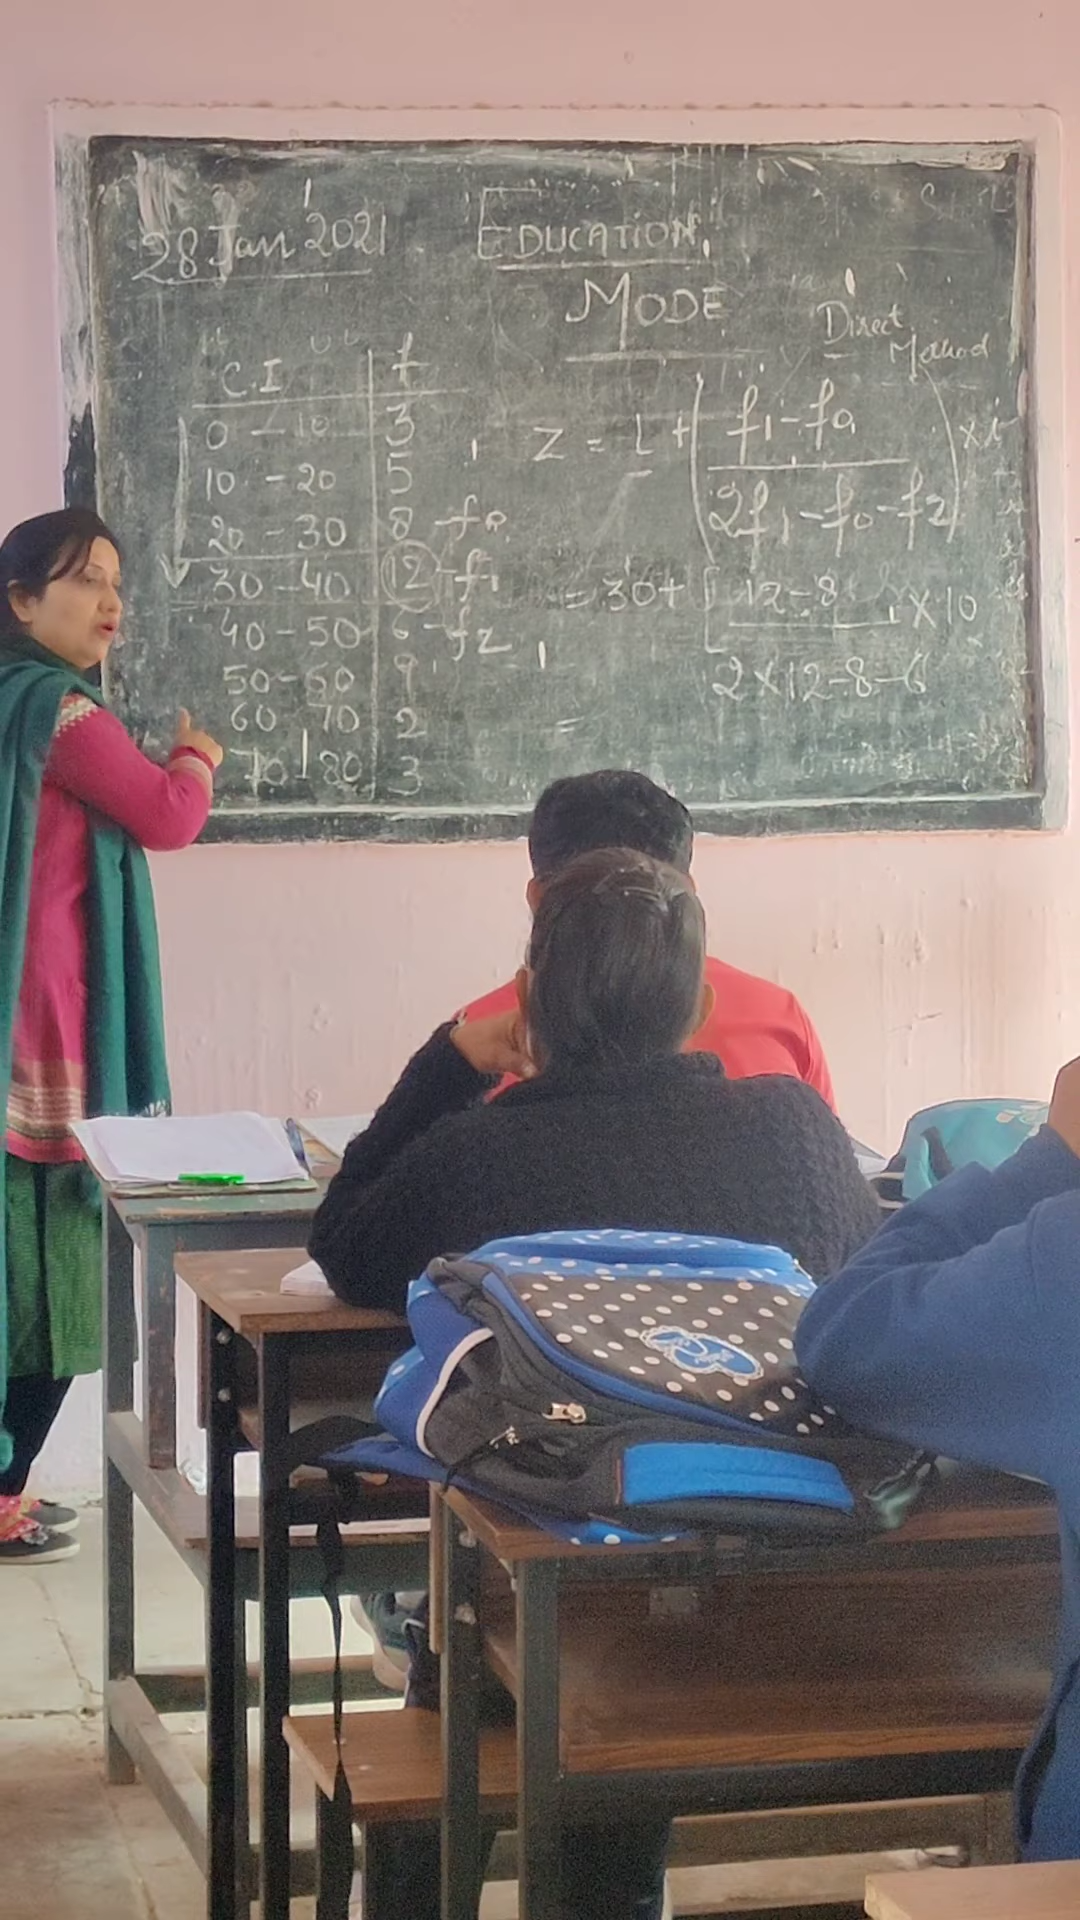 28 Jan 2021
EDUCATION
MODE
Direct
Method
C.I f
0 - 10 3
10 - 20 5
20 - 30 8 - f0
30 - 40 12 - f1
40 - 50 6 - f2
50 - 60 9
60 - 70 2
70 - 80 3
Z = L + ( f1 - f0
2f1 - f0 - f2 ) × i
= 30 + [ 12 - 8 × 10
2 × 12 - 8 - 6
=